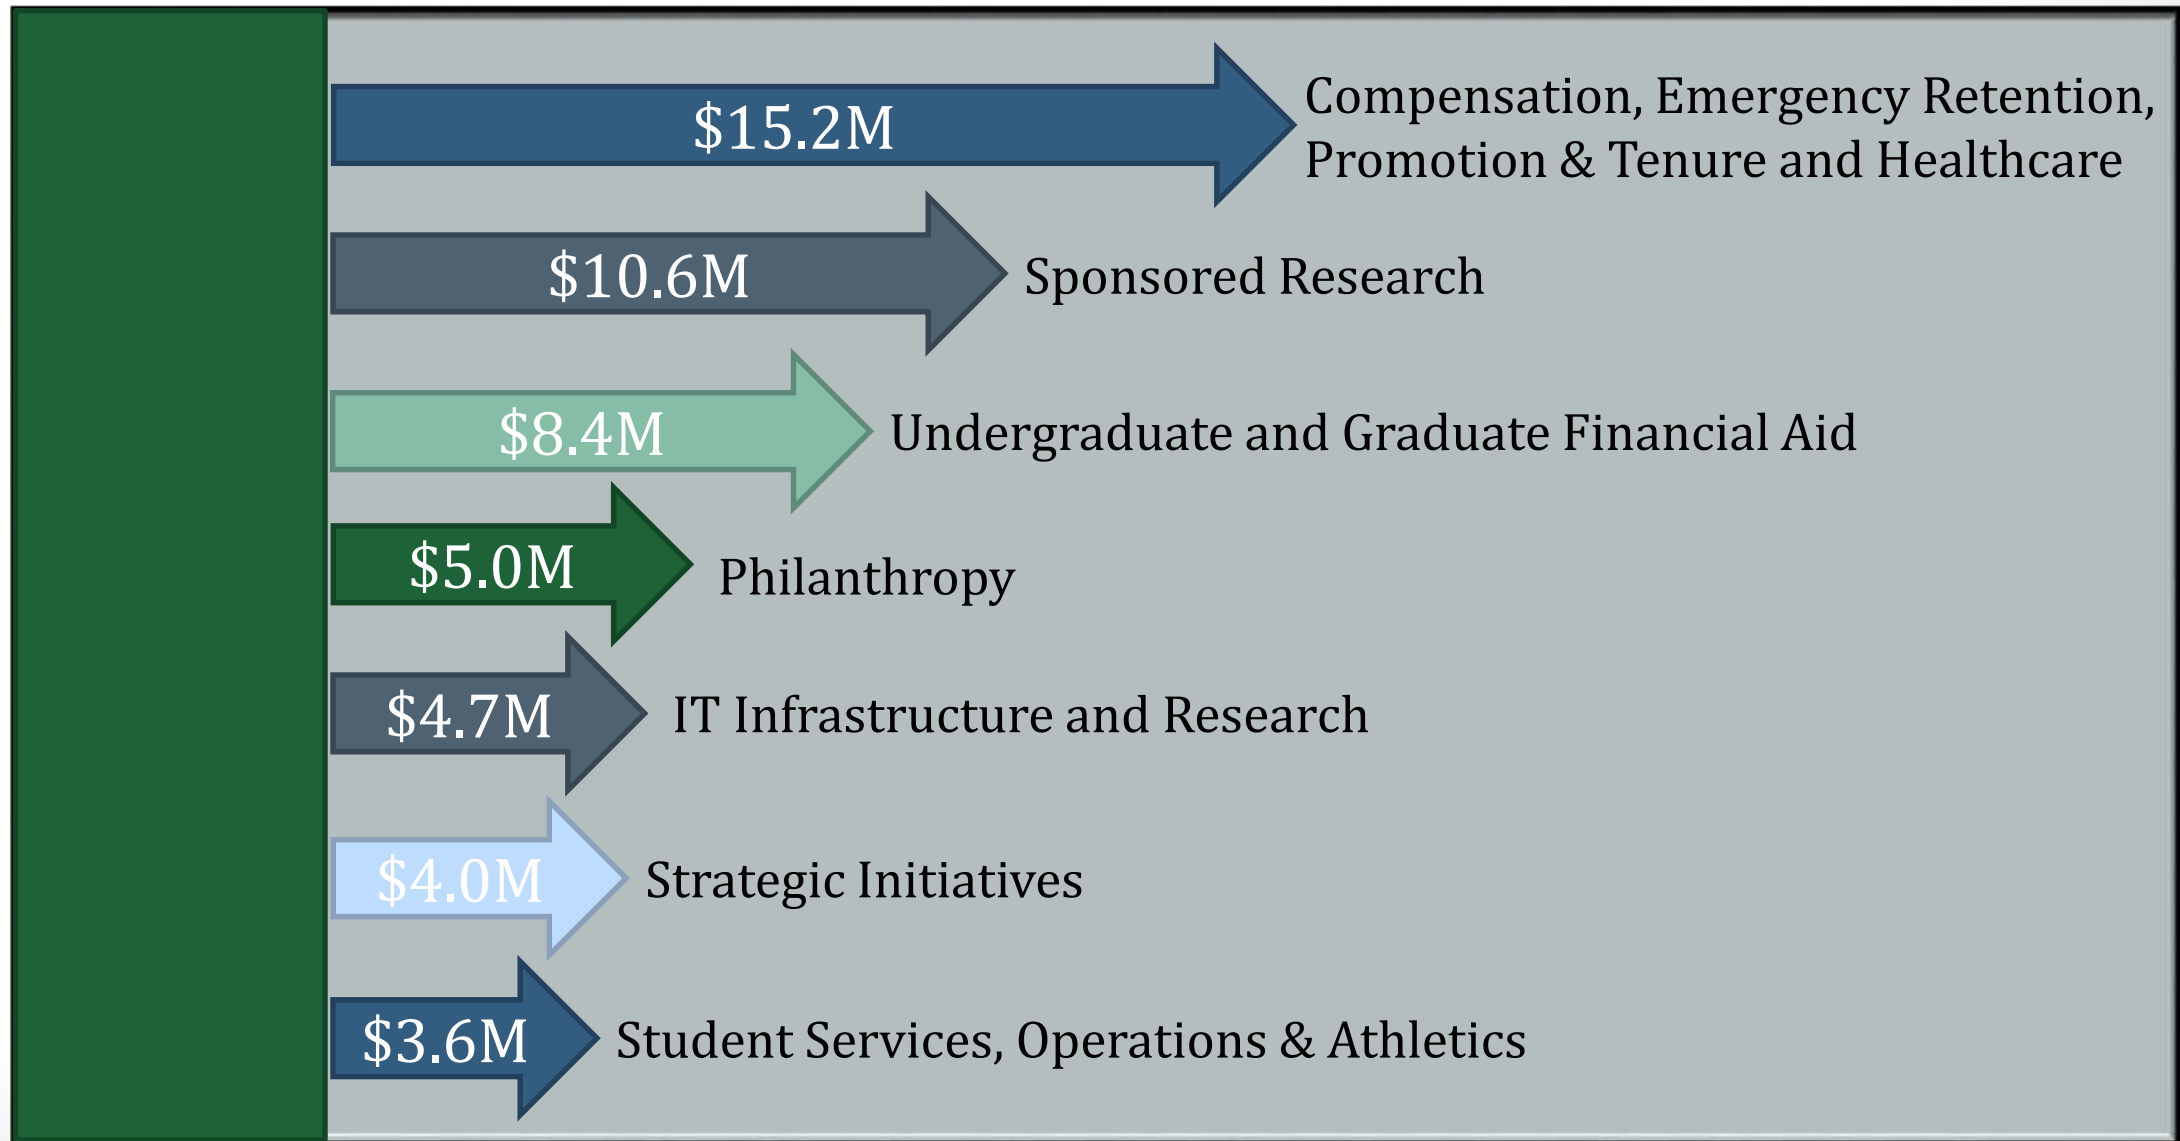 $15.2M
Compensation, Emergency Retention,
Promotion & Tenure and Healthcare
$10.6M
Sponsored Research
$8.4M
Undergraduate and Graduate Financial Aid
$5.0M
Philanthropy
$4.7M
IT Infrastructure and Research
$4.0M
Strategic Initiatives
$3.6M
Student Services, Operations & Athletics